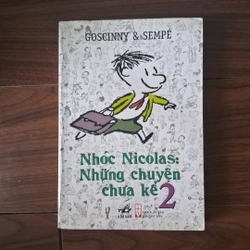 GOSCINNY & SEMPÉ
Nhóc Nicolas:
Những chuyện
chưa kể 2